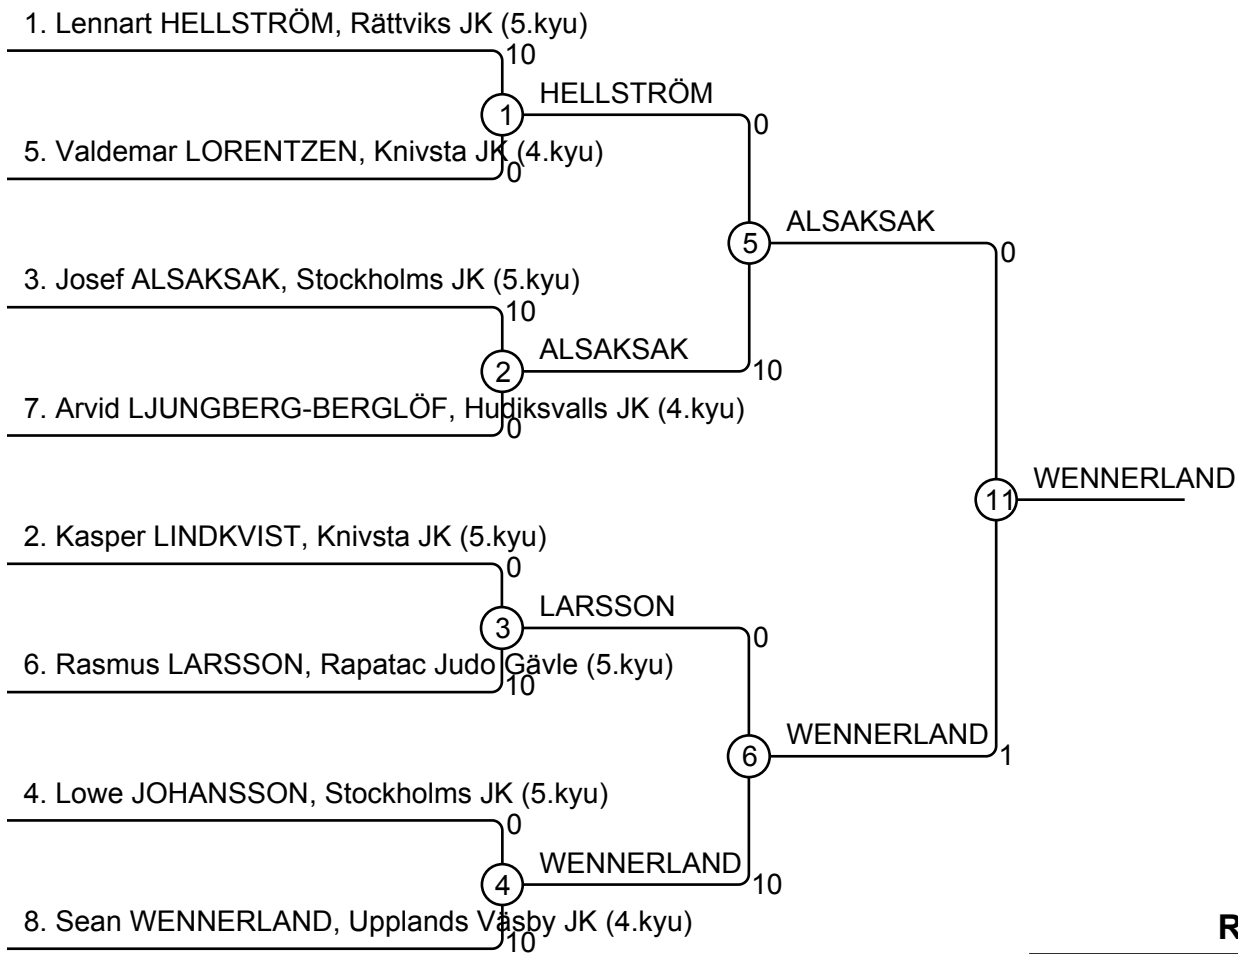 1. Lennart HELLSTRÖM, Rättviks JK (5.kyu)
10
HELLSTRÖM
1
0
5. Valdemar LORENTZEN, Knivsta JK (4.kyu)
0
ALSAKSAK
5
0
3. Josef ALSAKSAK, Stockholms JK (5.kyu)
10
ALSAKSAK
2
10
7. Arvid LJUNGBERG-BERGLÖF, Hudiksvalls JK (4.kyu)
0
WENNERLAND
11
2. Kasper LINDKVIST, Knivsta JK (5.kyu)
0
LARSSON
3
0
6. Rasmus LARSSON, Rapatac Judo Gävle (5.kyu)
10
WENNERLAND
6
1
4. Lowe JOHANSSON, Stockholms JK (5.kyu)
0
WENNERLAND
4
10
8. Sean WENNERLAND, Upplands Väsby JK (4.kyu)
10
R